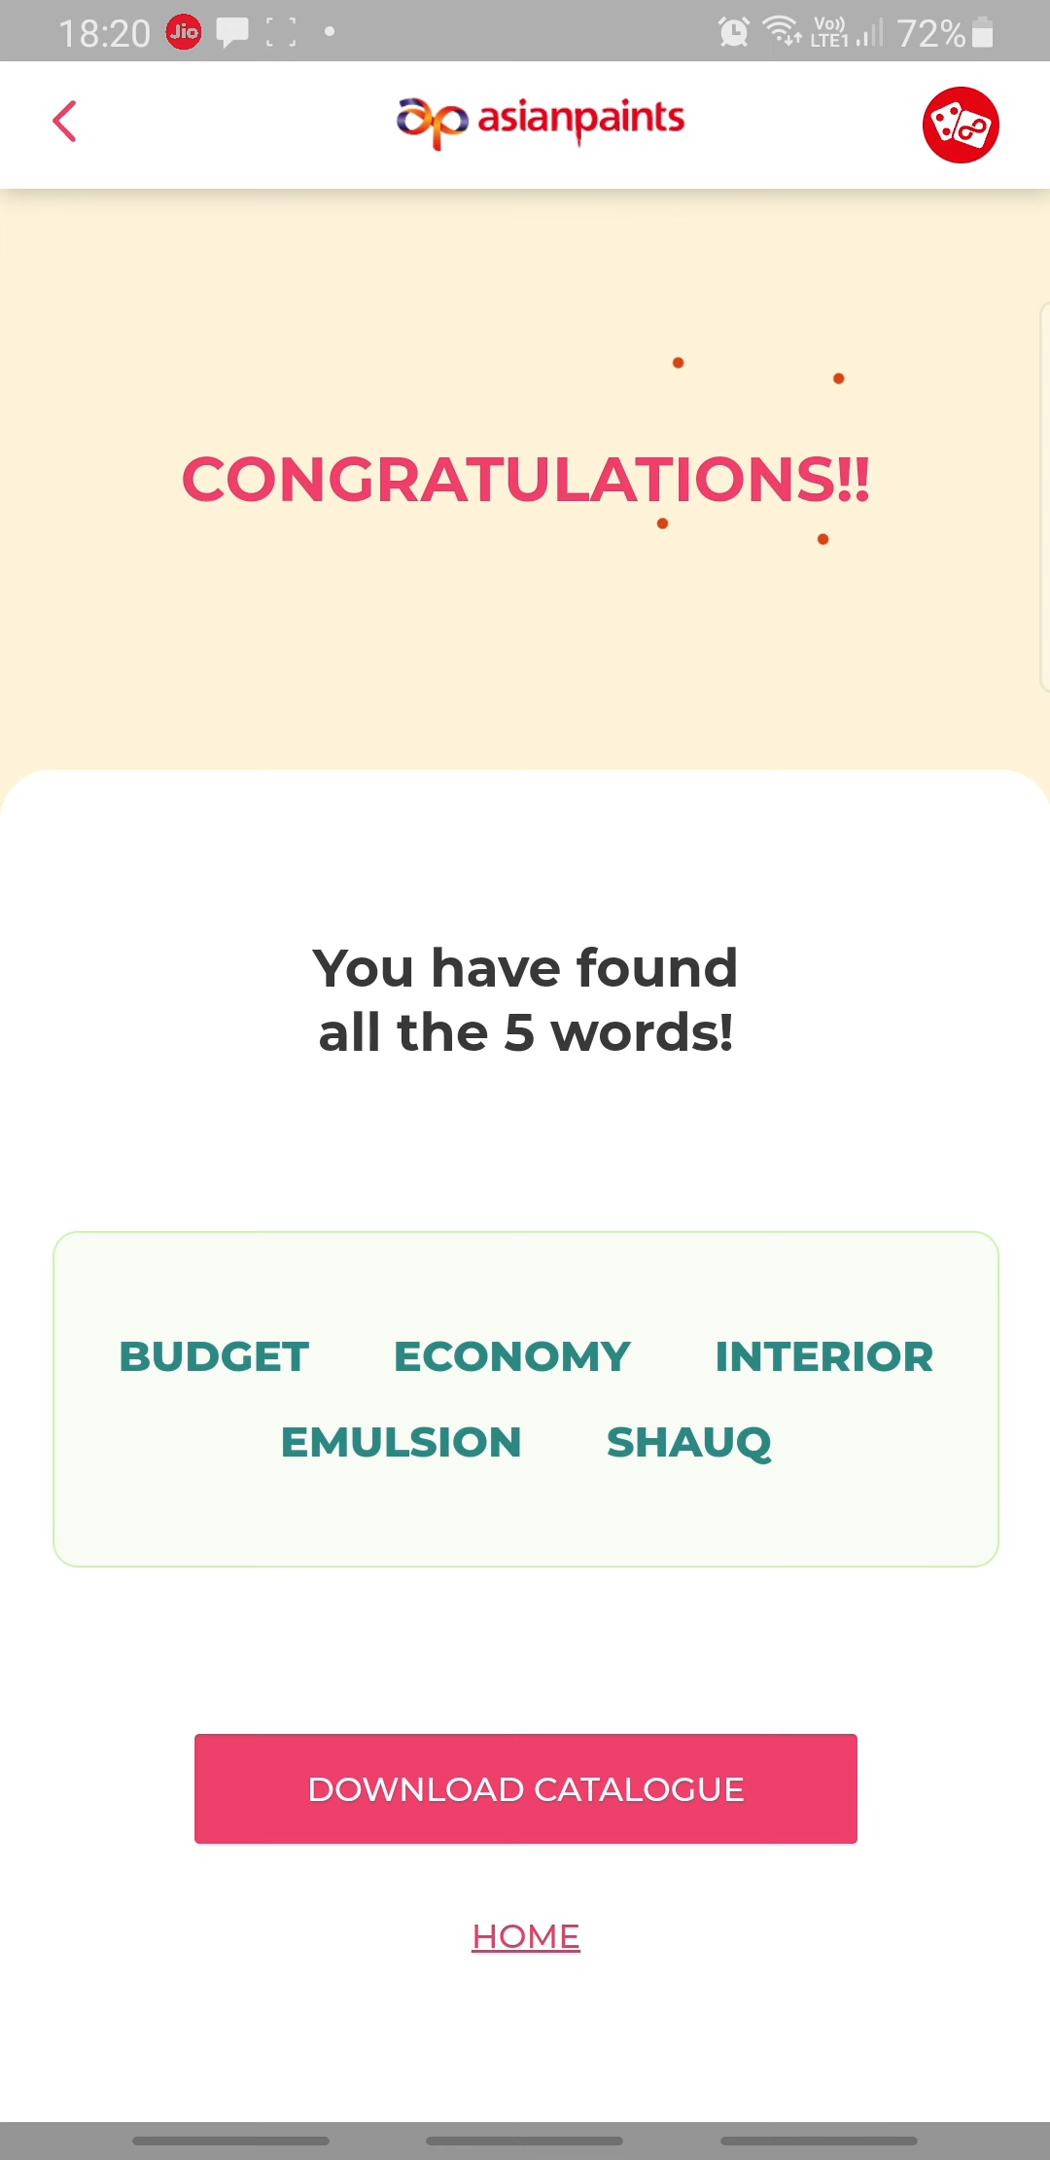 18:20 Jio Vo)) LTE1 72%
ap asianpaints
CONGRATULATIONS!!
You have found
all the 5 words!
BUDGET ECONOMY INTERIOR
EMULSION SHAUQ
DOWNLOAD CATALOGUE
HOME